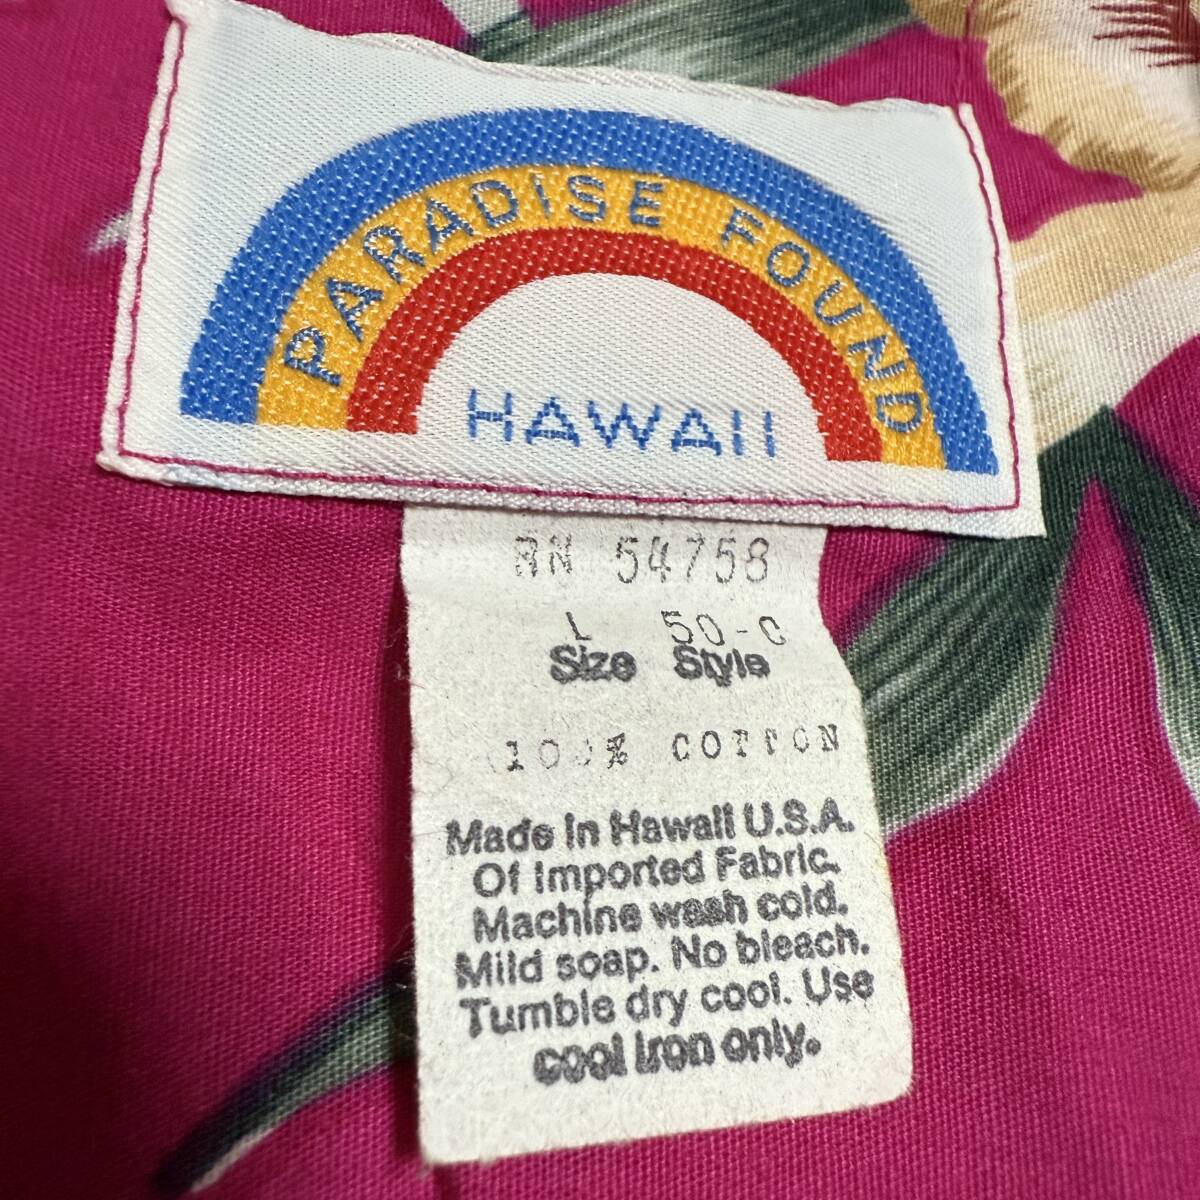 PARADISE FOUND
HAWAII
RN 54758
L 50-C
Size Style
100% COTTON
Made in Hawaii U.S.A.
Of Imported Fabric.
Machine wash cold.
Mild soap. No bleach.
Tumble dry cool. Use
cool iron only.